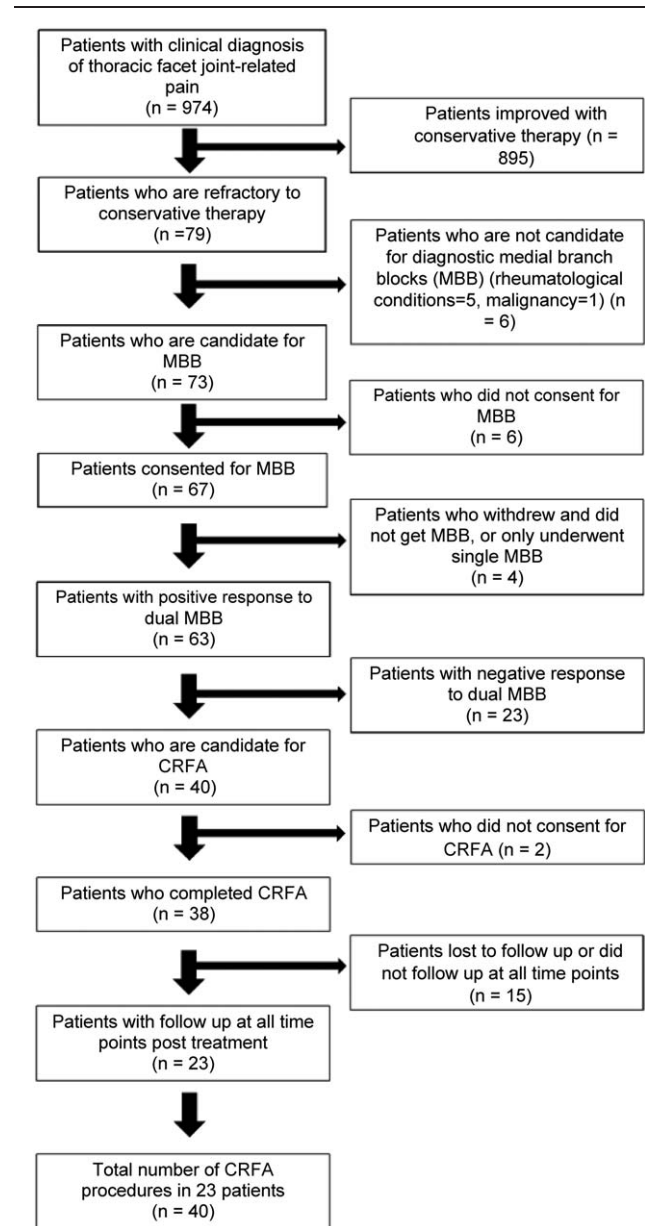 Patients with clinical diagnosis
of thoracic facet joint-related
pain
(n = 974)
Patients improved with
conservative therapy (n =
895)
Patients who are refractory to
conservative therapy
(n =79)
Patients who are not candidate
for diagnostic medial branch
blocks (MBB) (rheumatological
conditions=5, malignancy=1) (n
= 6)
Patients who are candidate for
MBB
(n = 73)
Patients who did not consent for
MBB
(n = 6)
Patients consented for MBB
(n = 67)
Patients who withdrew and did
not get MBB, or only underwent
single MBB
(n = 4)
Patients with positive response to
dual MBB
(n = 63)
Patients with negative response
to dual MBB
(n = 23)
Patients who are candidate for
CRFA
(n = 40)
Patients who did not consent for
CRFA (n = 2)
Patients who completed CRFA
(n = 38)
Patients lost to follow up or did
not follow up at all time points
(n = 15)
Patients with follow up at all time
points post treatment
(n = 23)
Total number of CRFA
procedures in 23 patients
(n = 40)